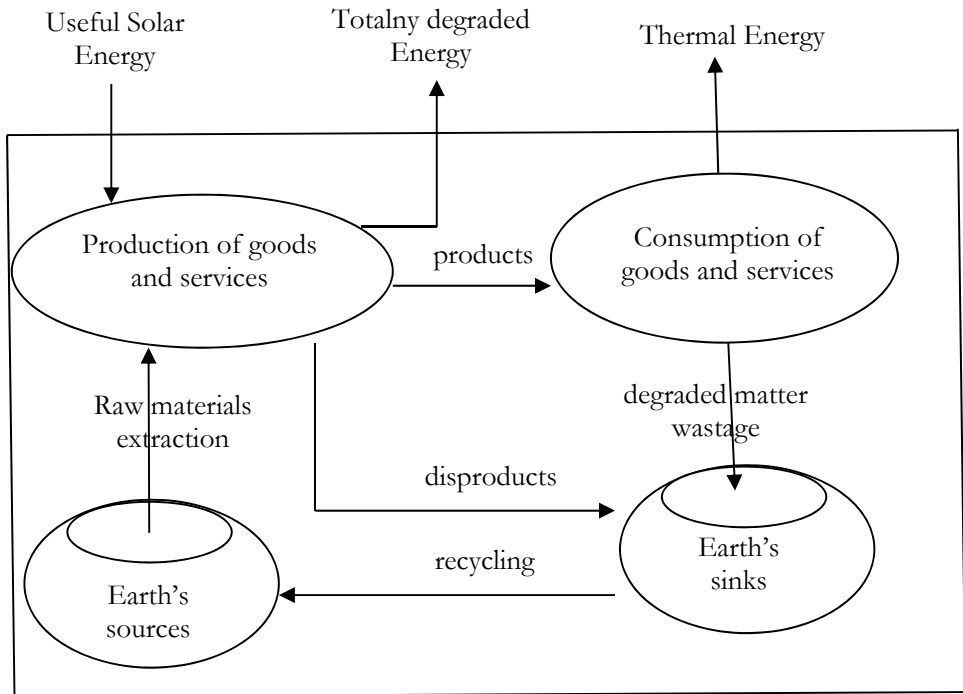 Useful Solar
Energy
Totalny degraded
Energy
Thermal Energy
Production of goods
and services
products
Consumption of
goods and services
Raw materials
extraction
degraded matter
wastage
disproducts
recycling
Earth's
sources
Earth's
sinks